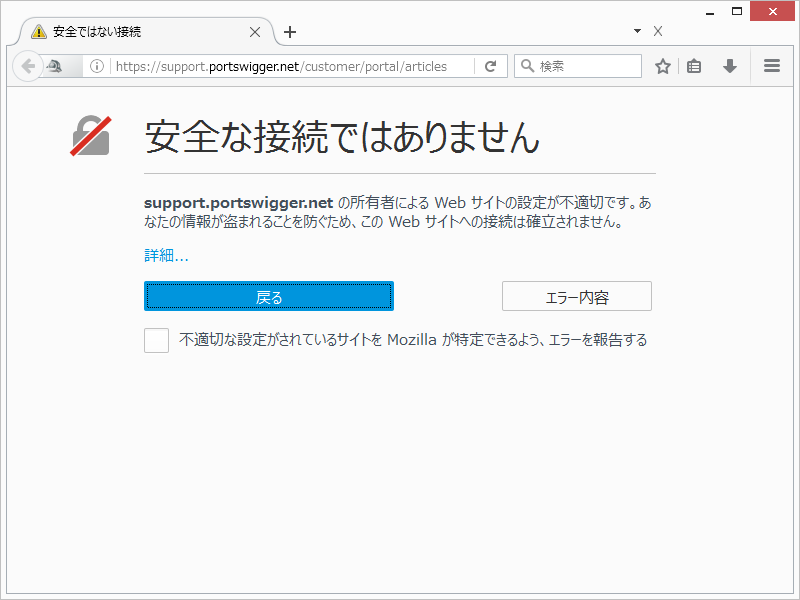 安全ではない接続
https://support.portswigger.net/customer/portal/articles
検索
安全な接続ではありません
support.portswigger.net の所有者による Web サイトの設定が不適切です。あ
なたの情報が盗まれることを防ぐため、この Web サイトへの接続は確立されません。
詳細...
戻る
エラー内容
不適切な設定がされているサイトを Mozilla が特定できるよう、エラーを報告する